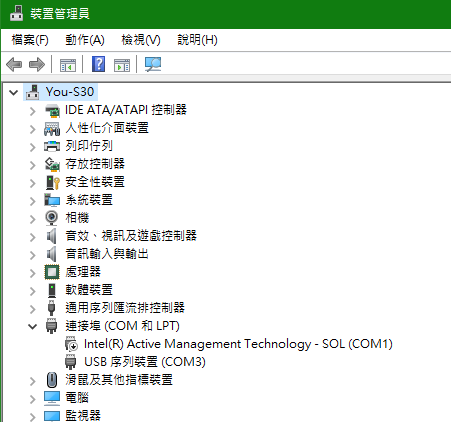 裝置管理員
檔案(F) 動作(A) 檢視(V) 說明(H)
You-S30
IDE ATA/ATAPI 控制器
人性化介面裝置
列印佇列
存放控制器
安全性裝置
系統裝置
相機
音效、視訊及遊戲控制器
音訊輸入與輸出
處理器
軟體裝置
通用序列匯流排控制器
連接埠 (COM 和 LPT)
Intel(R) Active Management Technology - SOL (COM1)
USB 序列裝置 (COM3)
滑鼠及其他指標裝置
電腦
監視器